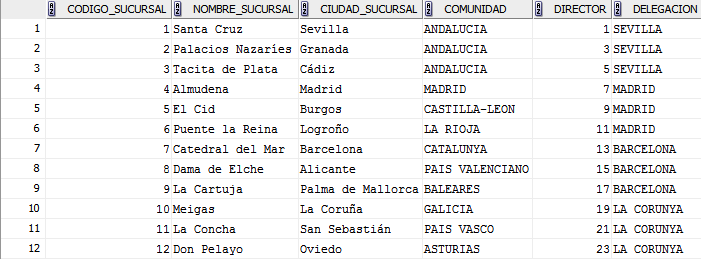 CODIGO_SUCURSAL NOMBRE_SUCURSAL CIUDAD_SUCURSAL COMUNIDAD DIRECTOR DELEGACION
1 1 Santa Cruz Sevilla ANDALUCIA 1 SEVILLA
2 2 Palacios Nazaríes Granada ANDALUCIA 3 SEVILLA
3 3 Tacita de Plata Cádiz ANDALUCIA 5 SEVILLA
4 4 Almudena Madrid MADRID 7 MADRID
5 5 El Cid Burgos CASTILLA-LEON 9 MADRID
6 6 Puente la Reina Logroño LA RIOJA 11 MADRID
7 7 Catedral del Mar Barcelona CATALUNYA 13 BARCELONA
8 8 Dama de Elche Alicante PAIS VALENCIANO 15 BARCELONA
9 9 La Cartuja Palma de Mallorca BALEARES 17 BARCELONA
10 10 Meigas La Coruña GALICIA 19 LA CORUNYA
11 11 La Concha San Sebastián PAIS VASCO 21 LA CORUNYA
12 12 Don Pelayo Oviedo ASTURIAS 23 LA CORUNYA